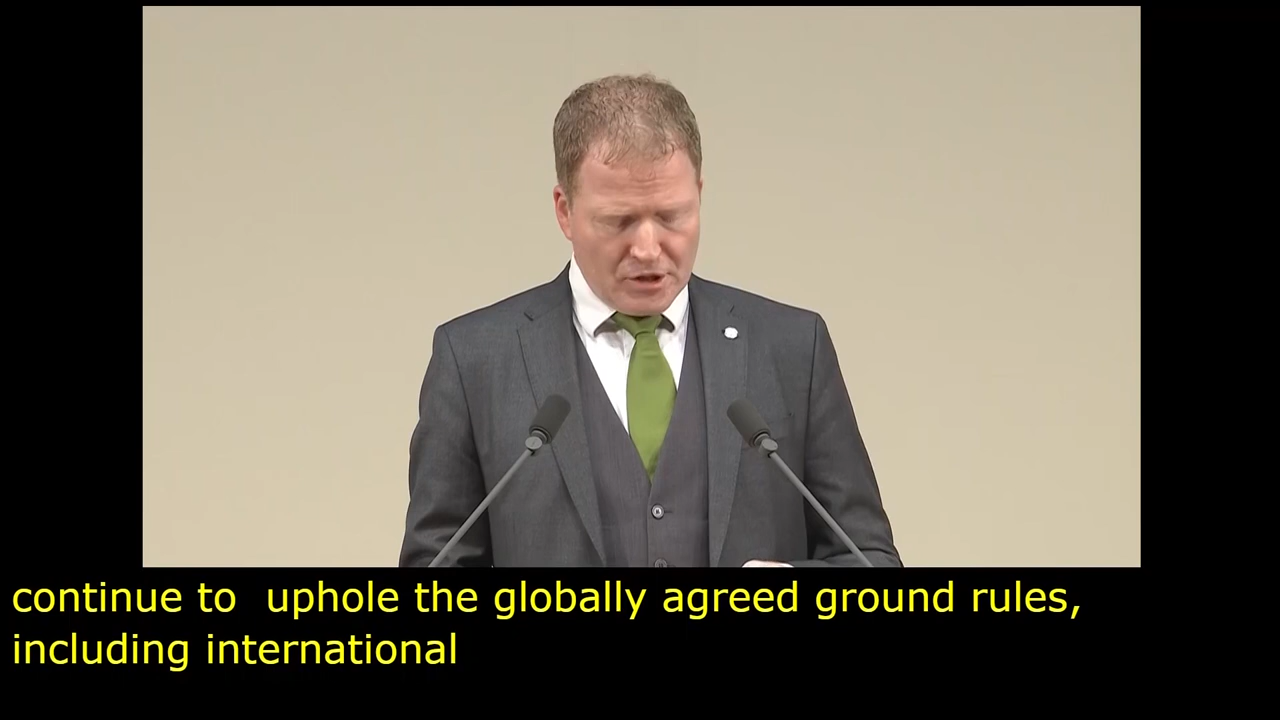 continue to  uphole the globally agreed ground rules,
including international